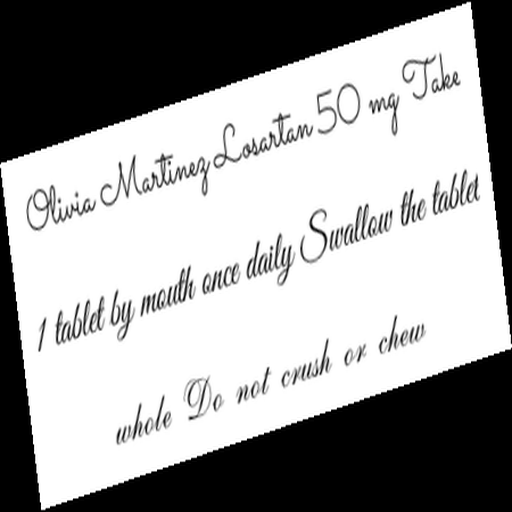 Olivia Martinez Losartan 50 mg Take
1 tablet by mouth once daily Swallow the tablet
whole Do not crush or chew